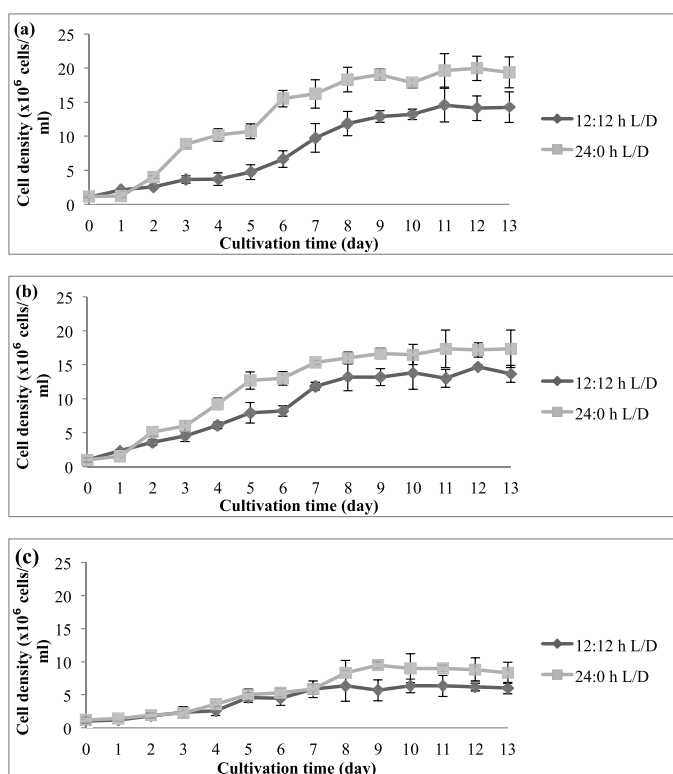 (a)
Cell density (x10⁶ cells/
ml)
25
20
15
10
5
0
0 1 2 3 4 5 6 7 8 9 10 11 12 13
Cultivation time (day)
12:12 h L/D
24:0 h L/D
(b)
Cell density (x10⁶ cells/
ml)
25
20
15
10
5
0
0 1 2 3 4 5 6 7 8 9 10 11 12 13
Cultivation time (day)
12:12 h L/D
24:0 h L/D
(c)
Cell density (x10⁶ cells/
ml)
25
20
15
10
5
0
0 1 2 3 4 5 6 7 8 9 10 11 12 13
Cultivation time (day)
12:12 h L/D
24:0 h L/D